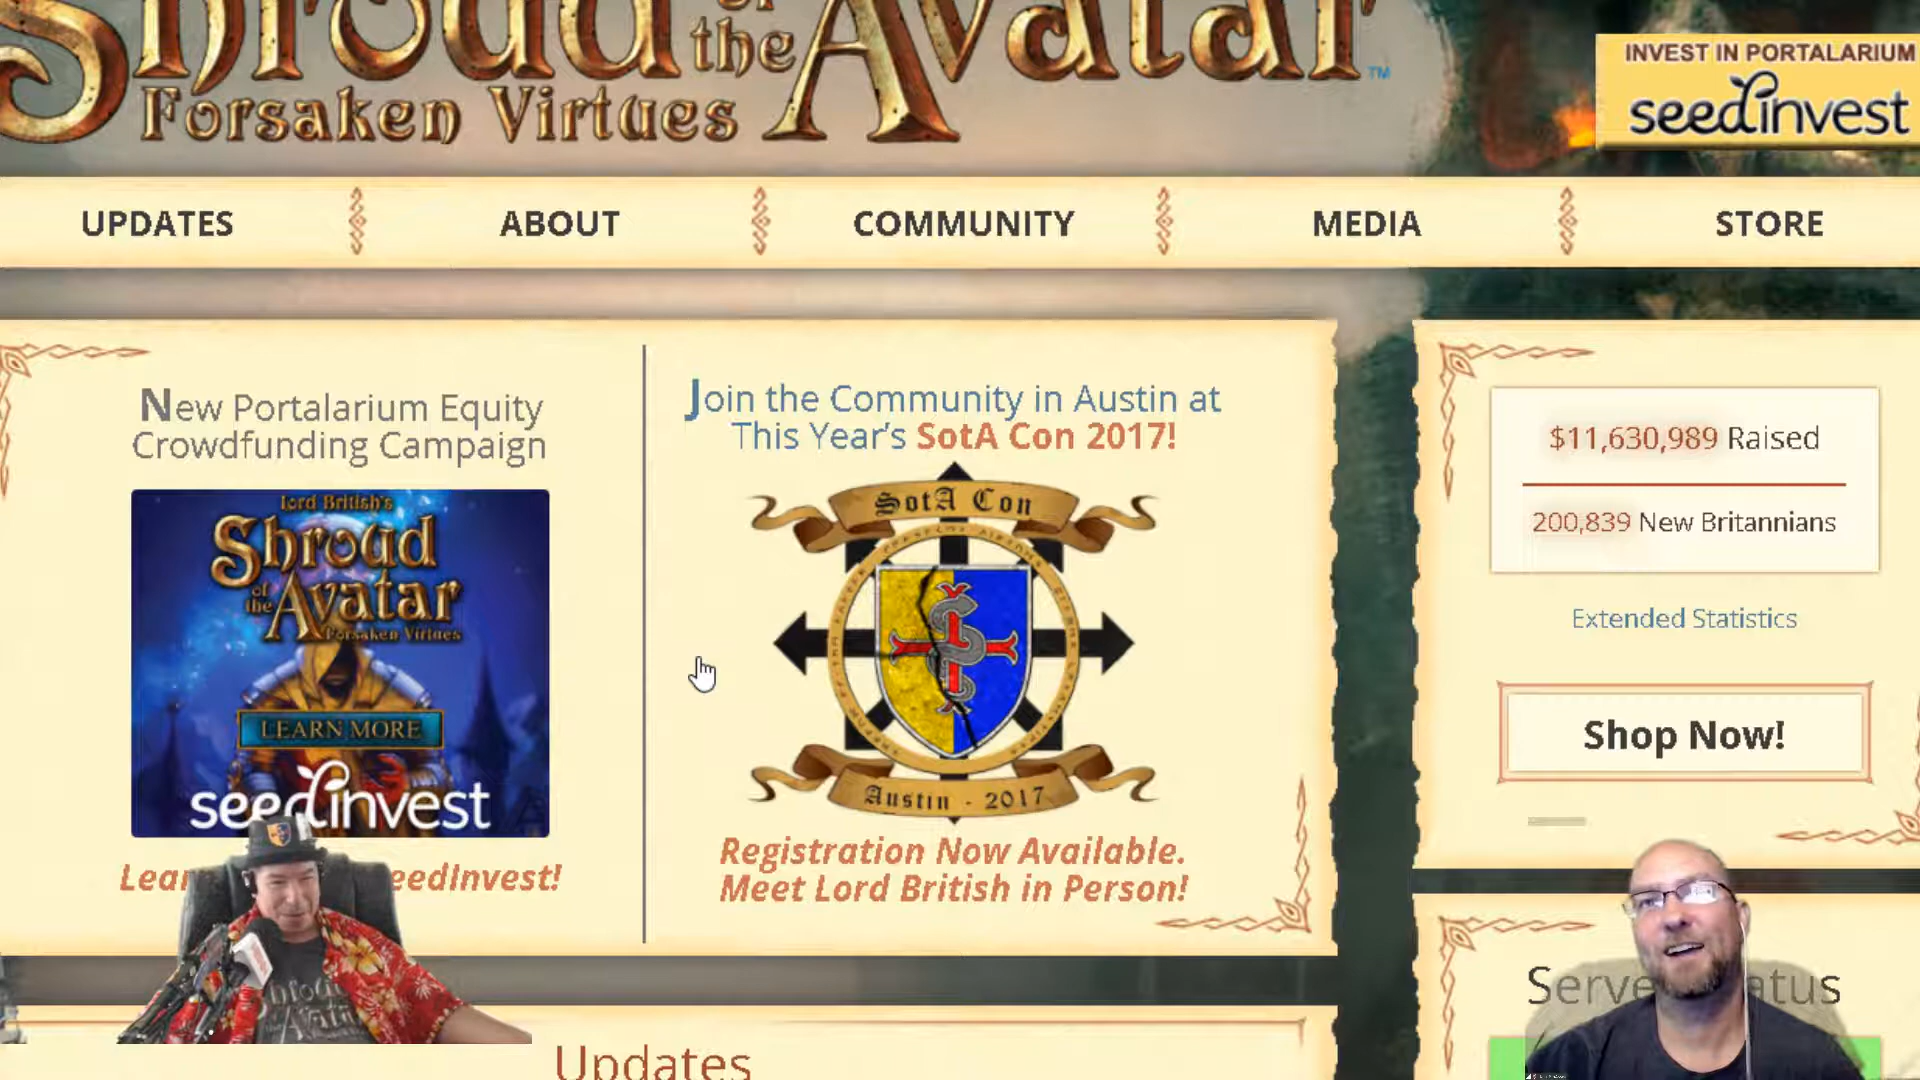 Shroud of the Avatar™
Forsaken Virtues
INVEST IN PORTALARIUM
seedinvest
UPDATES
ABOUT
COMMUNITY
MEDIA
STORE
New Portalarium Equity
Crowdfunding Campaign
Lord British's
Shroud
of the Avatar
Forsaken Virtues
LEARN MORE
seedinvest
Join the Community in Austin at
This Year's SotA Con 2017!
SotA Con
Austin - 2017
Registration Now Available.
Meet Lord British in Person!
$11,630,989 Raised
200,839 New Britannians
Extended Statistics
Shop Now!
Updates